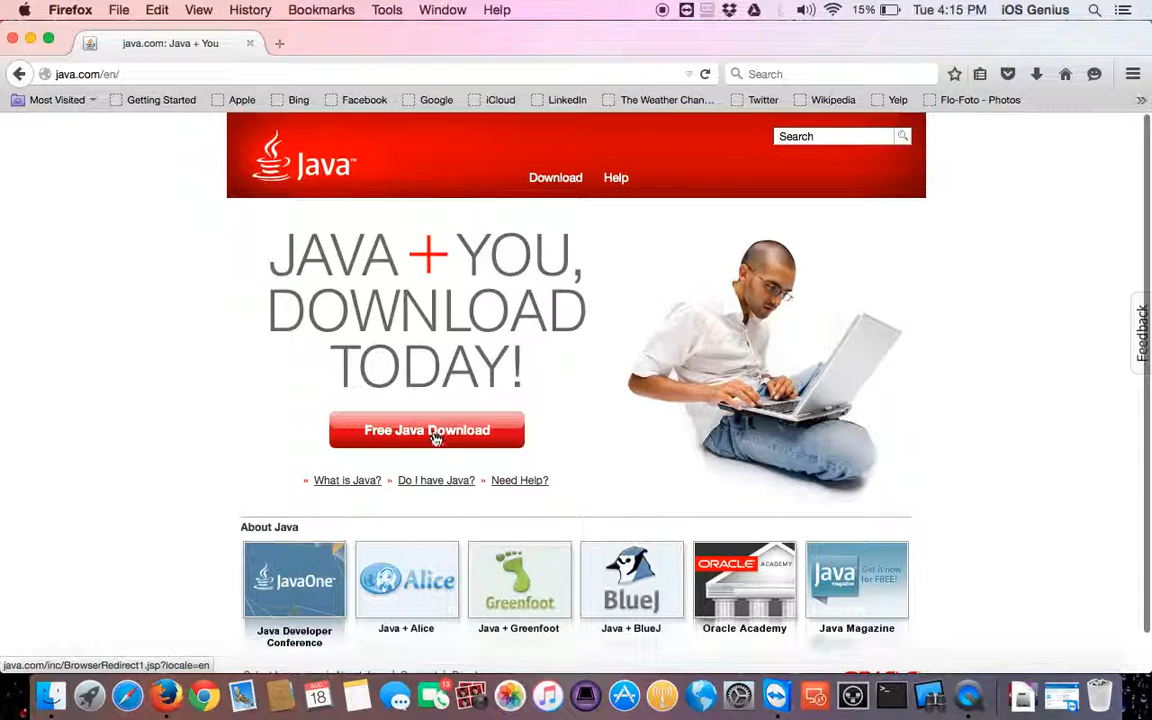 Firefox File Edit View History Bookmarks Tools Window Help 15% Tue 4:15 PM iOS Genius
java.com: Java + You
java.com/en/ Search
Most Visited Getting Started Apple Bing Facebook Google iCloud LinkedIn The Weather Chan... Twitter Wikipedia Yelp Flo-Foto - Photos
Search
Java™
Download Help
JAVA + YOU,
DOWNLOAD
TODAY!
Free Java Download
» What is Java? » Do I have Java? » Need Help?
Feedback
About Java
JavaOne
Alice
Greenfoot
BlueJ
ORACLE ACADEMY
Java magazine Get it now for FREE!
Java Developer Conference
Java + Alice
Java + Greenfoot
Java + BlueJ
Oracle Academy
Java Magazine
java.com/inc/BrowserRedirect1.jsp?locale=en
AUG
18
13